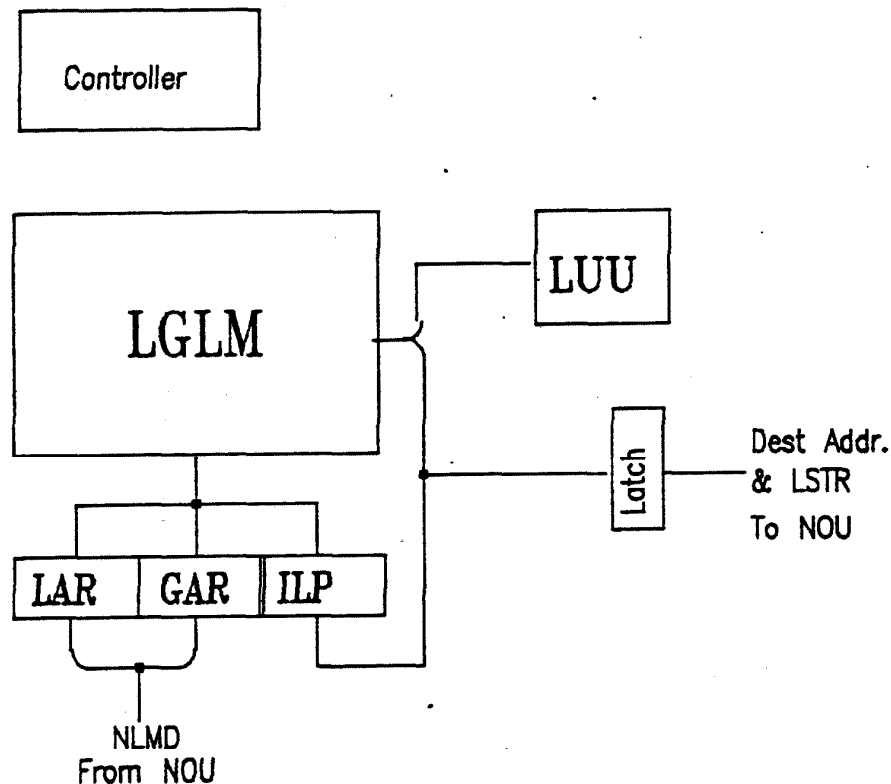 Controller
LGLM
LUU
Latch
Dest Addr.
& LSTR
To NOU
LAR
GAR
ILP
NLMD
From NOU